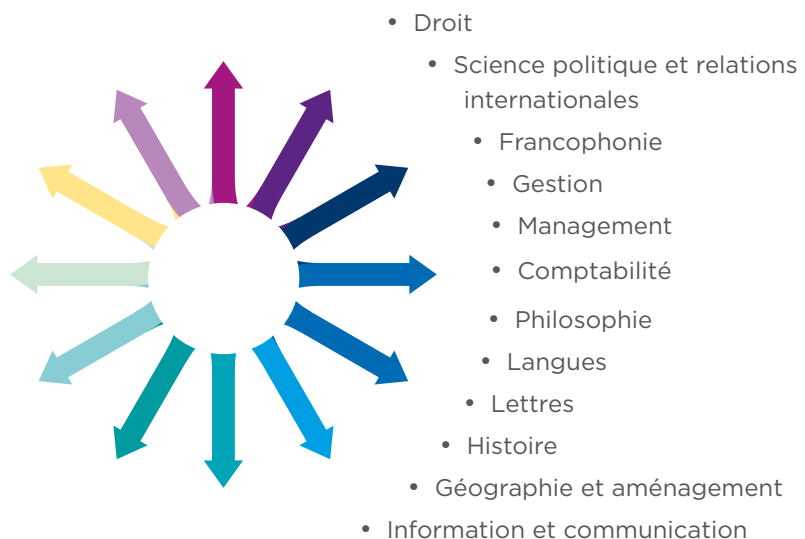 • Droit
• Science politique et relations
internationales
• Francophonie
• Gestion
• Management
• Comptabilité
• Philosophie
• Langues
• Lettres
• Histoire
• Géographie et aménagement
• Information et communication